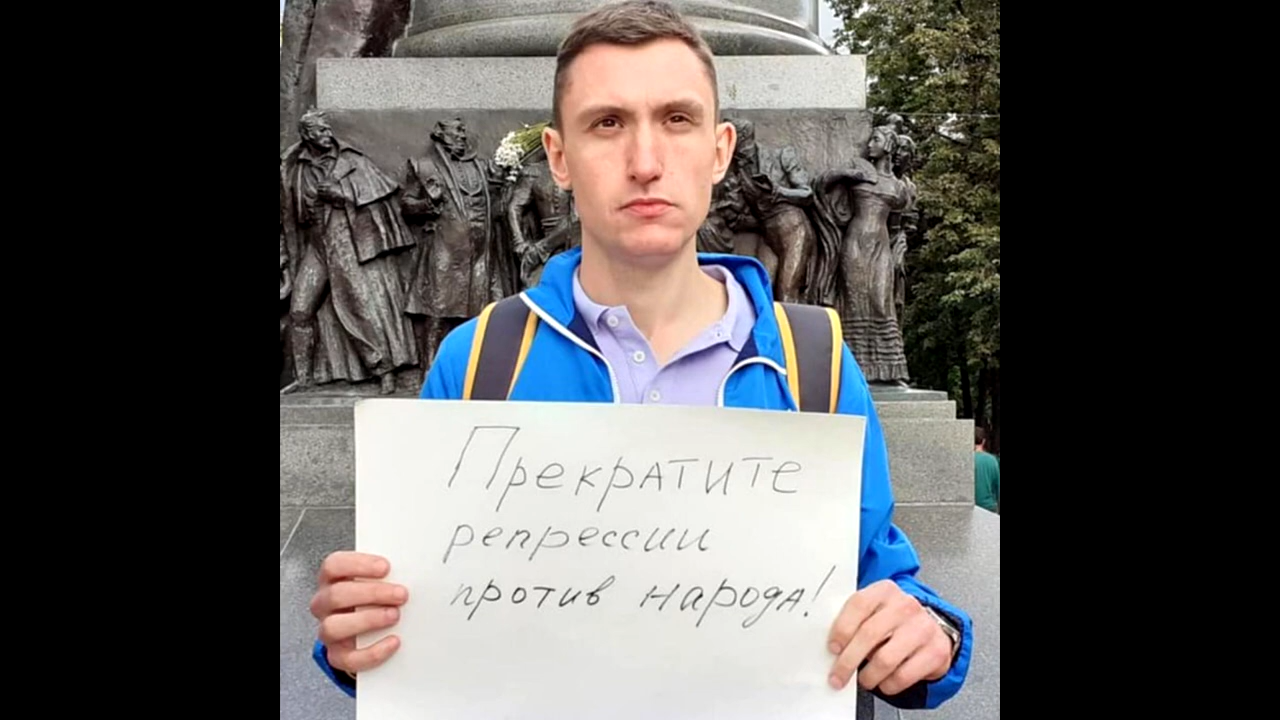 Прекратите
репрессии
против народа!